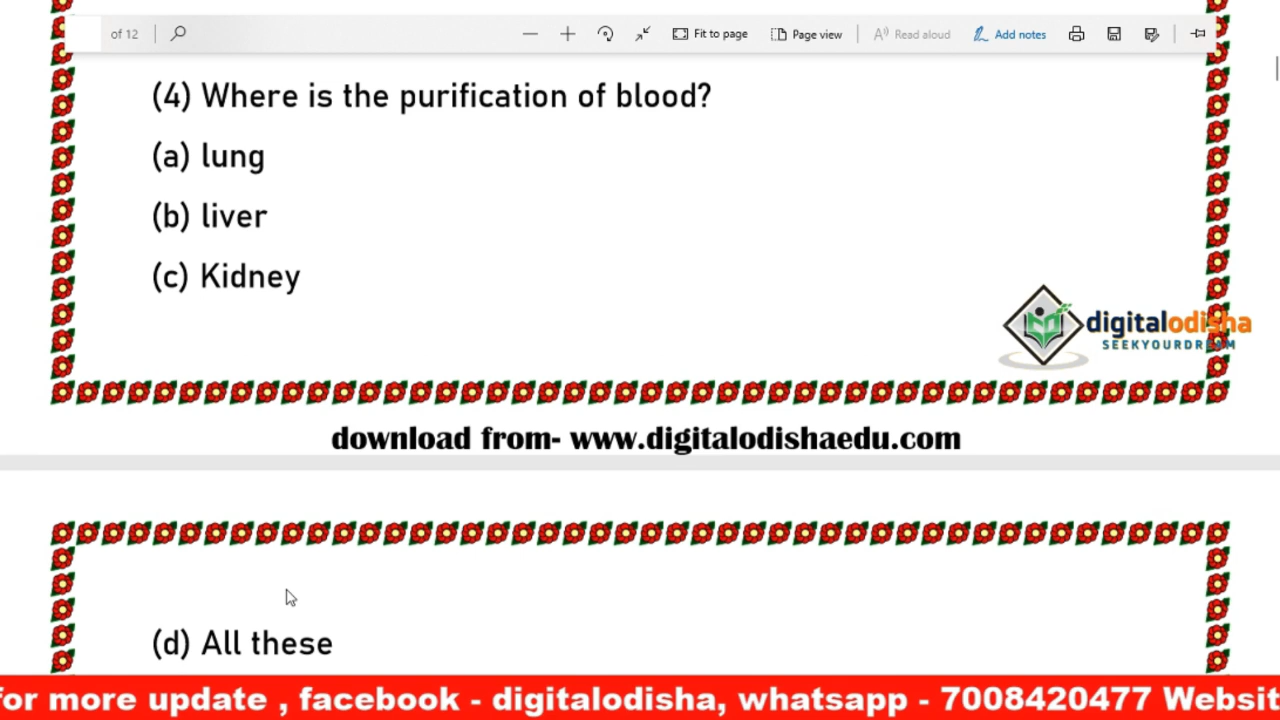 of 12
Fit to page
Page view
Read aloud
Add notes
(4) Where is the purification of blood?
(a) lung
(b) liver
(c) Kidney
digitalodisha
SEEKYOURDREAM
download from- www.digitalodishaedu.com
(d) All these
for more update , facebook - digitalodisha, whatsapp - 7008420477 Websit